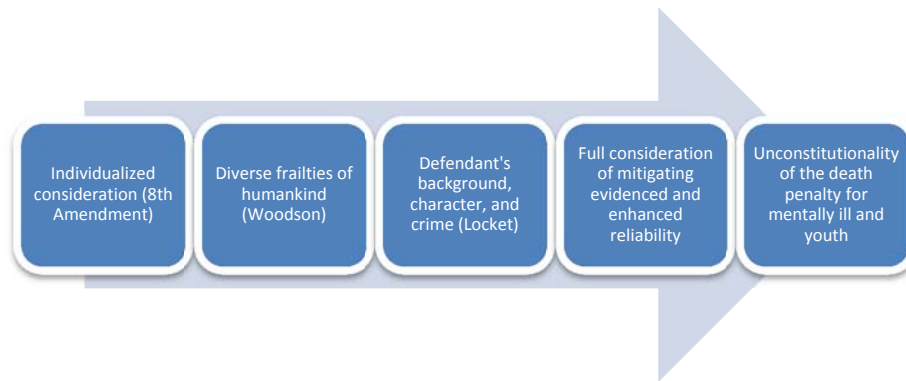 Individualized
consideration (8th
Amendment)
Diverse frailties of
humankind
(Woodson)
Defendant's
background,
character, and
crime (Locket)
Full consideration
of mitigating
evidenced and
enhanced
reliability
Unconstitutionality
of the death
penalty for
mentally ill and
youth